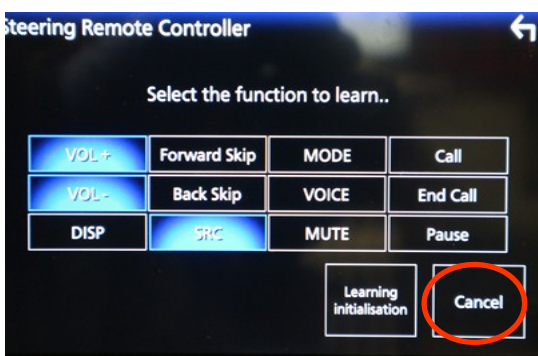 Steering Remote Controller
Select the function to learn..
VOL + Forward Skip MODE Call
VOL - Back Skip VOICE End Call
DISP SRC MUTE Pause
Learning
initialisation
Cancel